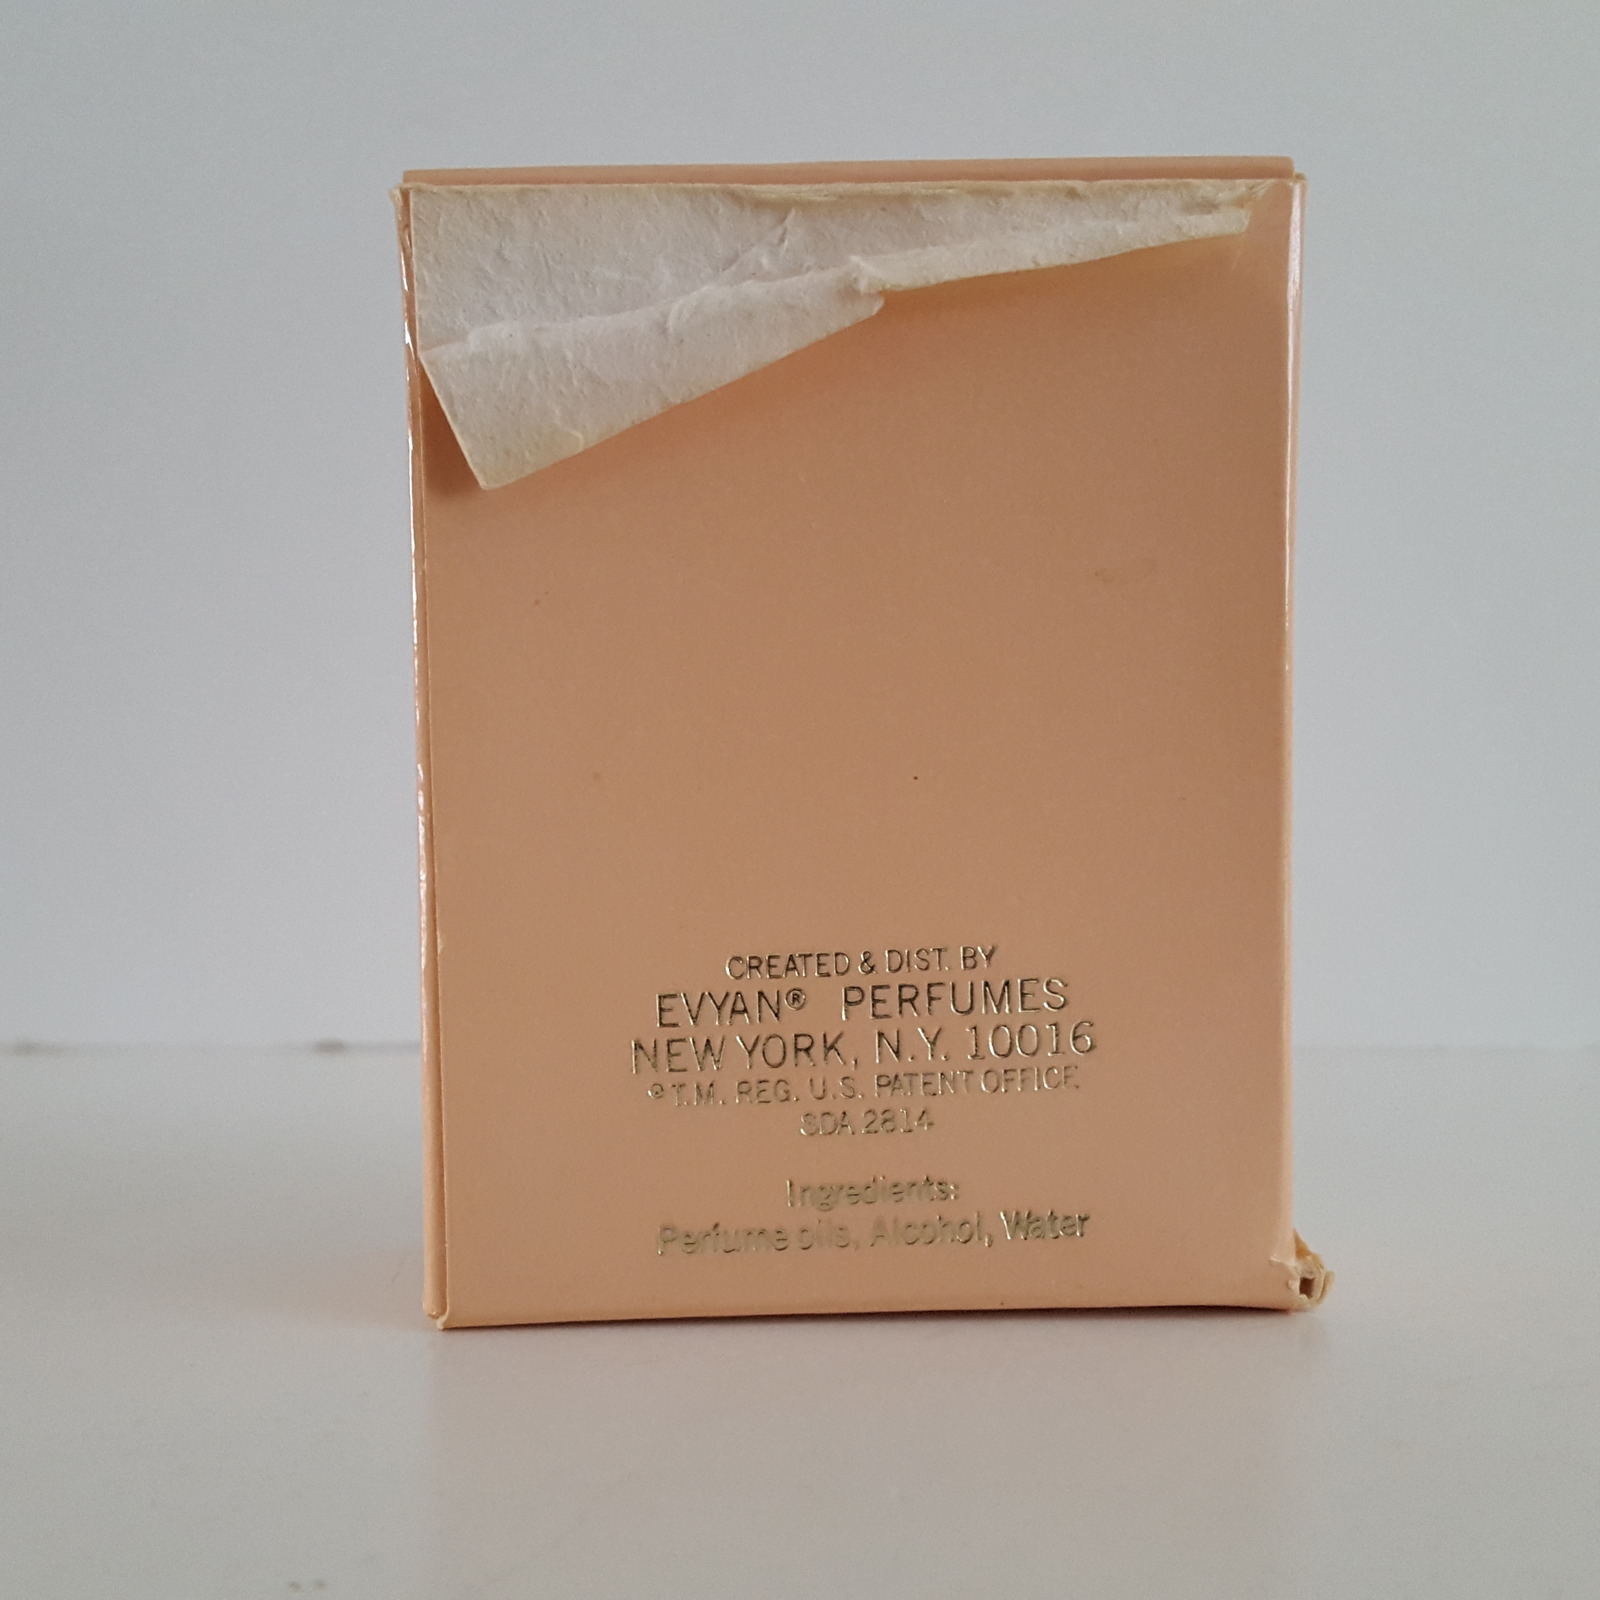 CREATED & DIST. BY
EVYAN® PERFUMES
NEW YORK, N.Y. 10016
®T.M. REG. U.S. PATENT OFFICE
SDA 2814
Ingredients:
Perfume oils, Alcohol, Water